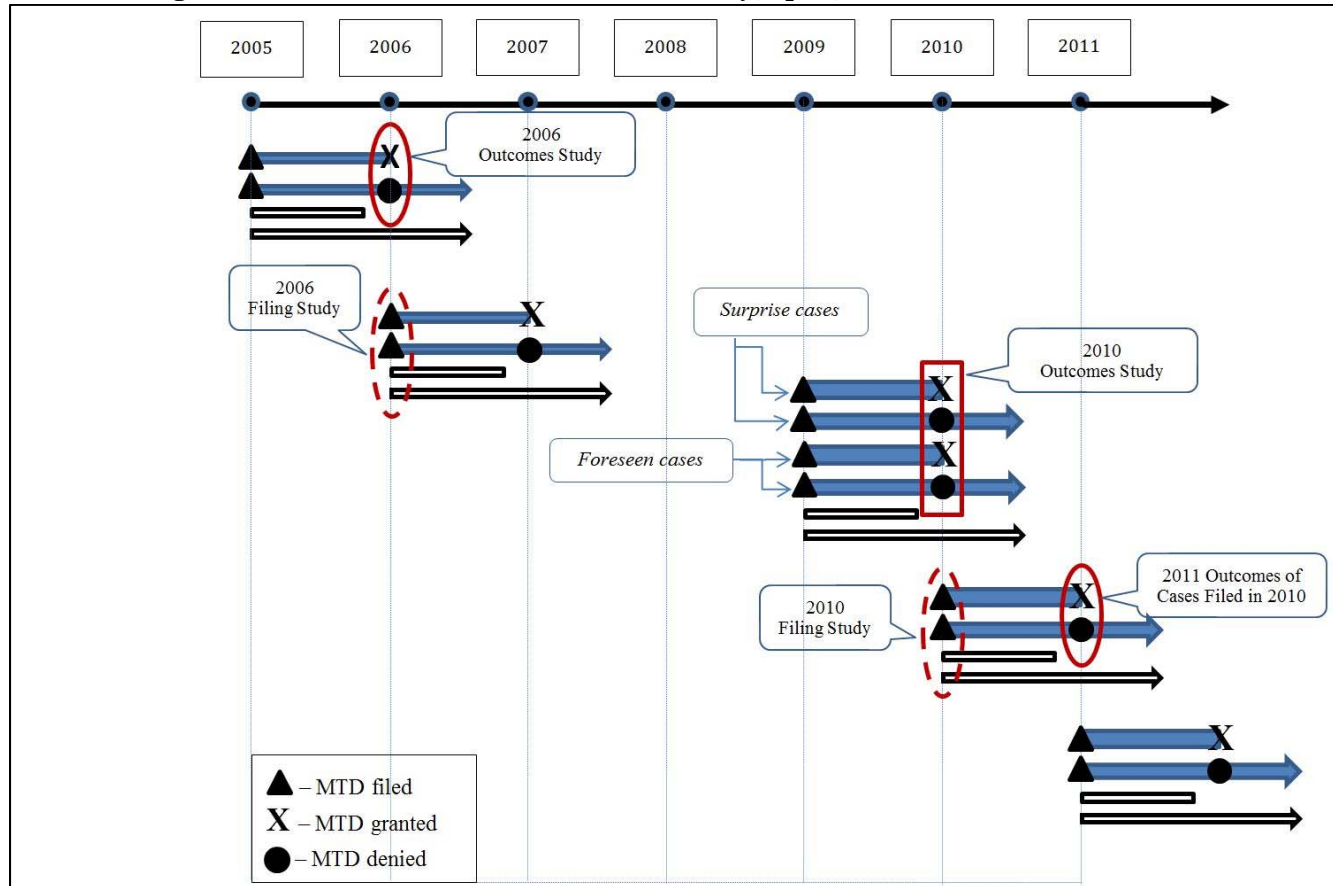 2005 2006 2007 2008 2009 2010 2011
2006
Outcomes Study
X
2006
Filing Study
X
Surprise cases
2010
Outcomes Study
X
Foreseen cases
X
2010
Filing Study
X
2011 Outcomes of
Cases Filed in 2010
X
– MTD filed
X – MTD granted
– MTD denied